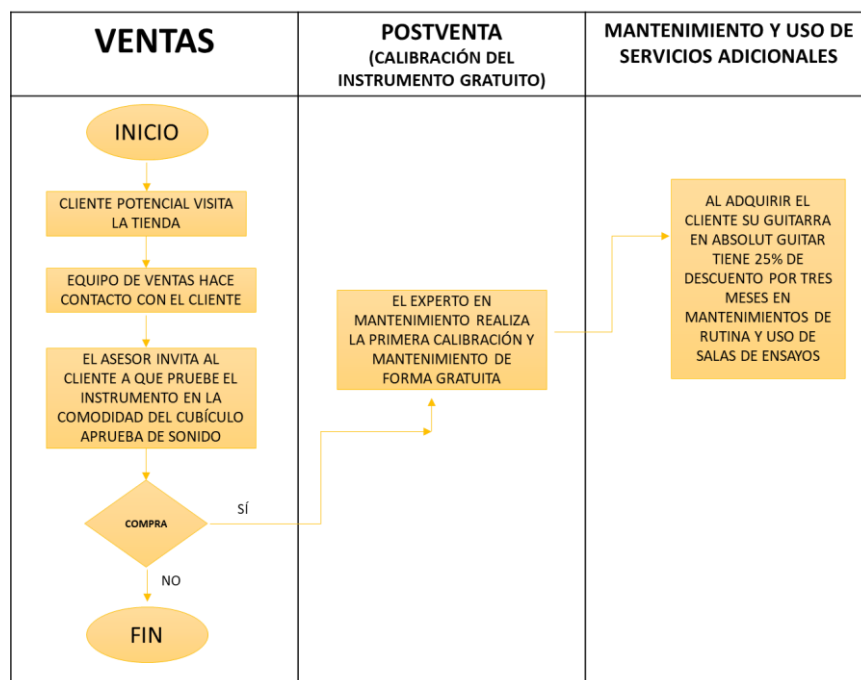 VENTAS
POSTVENTA
(CALIBRACIÓN DEL
INSTRUMENTO GRATUITO)
MANTENIMIENTO Y USO DE
SERVICIOS ADICIONALES
INICIO
CLIENTE POTENCIAL VISITA
LA TIENDA
EQUIPO DE VENTAS HACE
CONTACTO CON EL CLIENTE
EL ASESOR INVITA AL
CLIENTE A QUE PRUEBE EL
INSTRUMENTO EN LA
COMODIDAD DEL CUBÍCULO
APRUEBA DE SONIDO
COMPRA
SÍ
NO
FIN
EL EXPERTO EN
MANTENIMIENTO REALIZA
LA PRIMERA CALIBRACIÓN Y
MANTENIMIENTO DE
FORMA GRATUITA
AL ADQUIRIR EL
CLIENTE SU GUITARRA
EN ABSOLUT GUITAR
TIENE 25% DE
DESCUENTO POR TRES
MESES EN
MANTENIMIENTOS DE
RUTINA Y USO DE
SALAS DE ENSAYOS